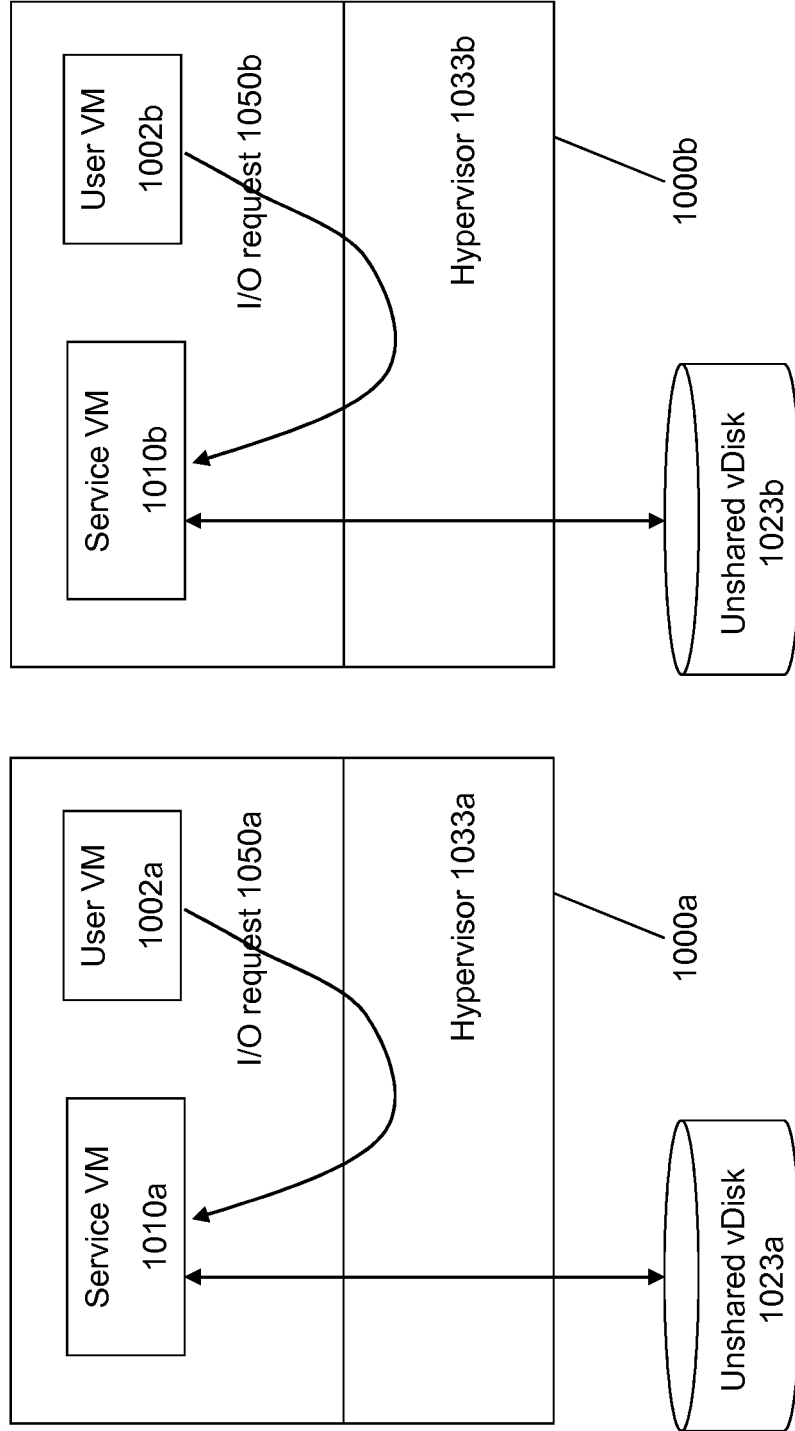 Service VM
1010a
User VM
1002a
I/O request 1050a
Hypervisor 1033a
1000a
Unshared vDisk
1023a
Service VM
1010b
User VM
1002b
I/O request 1050b
Hypervisor 1033b
1000b
Unshared vDisk
1023b